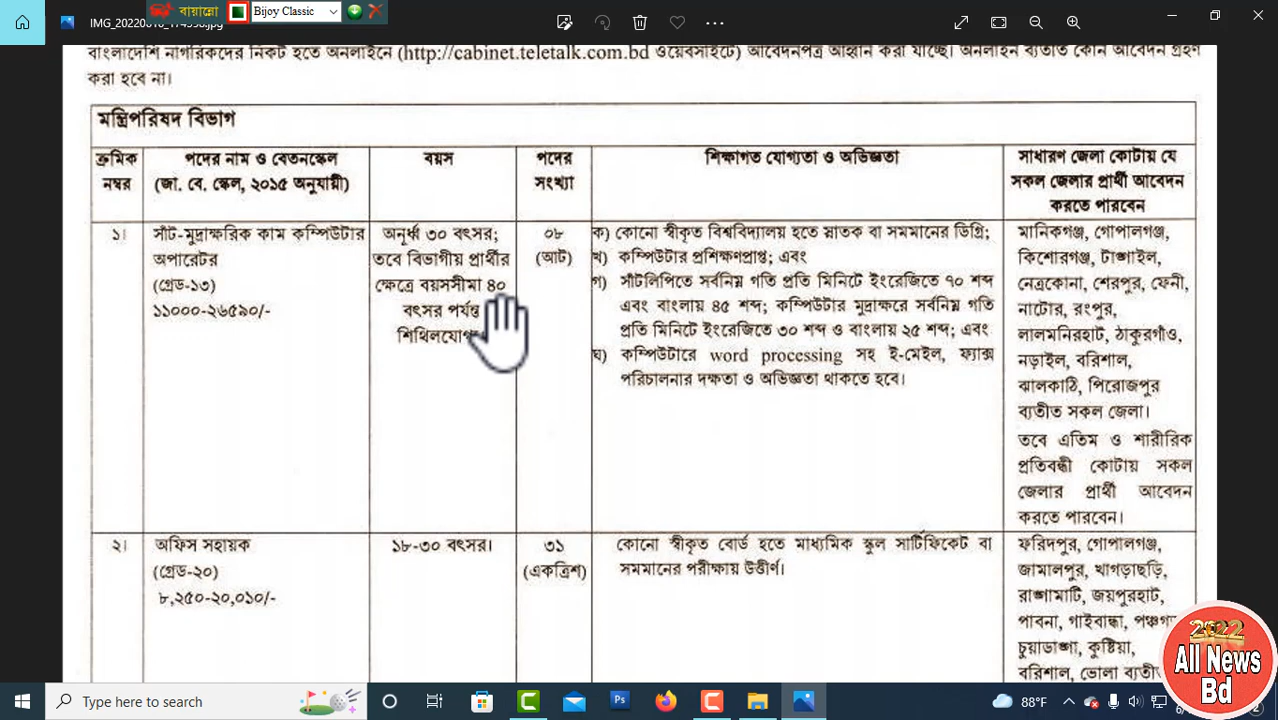 বায়ান্নো
Bijoy Classic
বাংলাদেশি নাগরিকদের নিকট হতে অনলাইনে (http://cabinet.teletalk.com.bd ওয়েবসাইটে) আবেদনপত্র আহ্বান করা যাচ্ছে। অনলাইন ব্যতীত কোন আবেদন গ্রহণ
করা হবে না।
মন্ত্রিপরিষদ বিভাগ
ক্রমিক
নম্বর
পদের নাম ও বেতনস্কেল
(জা. বে. স্কেল, ২০১৫ অনুযায়ী)
বয়স
পদের
সংখ্যা
শিক্ষাগত যোগ্যতা ও অভিজ্ঞতা
সাধারণ জেলা কোটায় যে
সকল জেলার প্রার্থী আবেদন
করতে পারবেন
১।
সাঁট-মুদ্রাক্ষরিক কাম কম্পিউটার
অপারেটর
(গ্রেড-১৩)
১১০০০-২৬৫৯০/-
অনূর্ধ্ব ৩০ বৎসর;
তবে বিভাগীয় প্রার্থীর
ক্ষেত্রে বয়সসীমা ৪০
বৎসর পর্যন্ত
০৮
(আট)
ক) কোনো স্বীকৃত বিশ্ববিদ্যালয় হতে স্নাতক বা সমমানের ডিগ্রি;
খ) কম্পিউটার প্রশিক্ষণপ্রাপ্ত; এবং
গ) সাঁটলিপিতে সর্বনিম্ন গতি প্রতি মিনিটে ইংরেজিতে ৭০ শব্দ
এবং বাংলায় ৪৫ শব্দ; কম্পিউটার মুদ্রাক্ষরে সর্বনিম্ন গতি
প্রতি মিনিটে ইংরেজিতে ৩০ শব্দ ও বাংলায় ২৫ শব্দ; এবং
ঘ) কম্পিউটারে word processing সহ ই-মেইল, ফ্যাক্স
পরিচালনার দক্ষতা ও অভিজ্ঞতা থাকতে হবে।
মানিকগঞ্জ, গোপালগঞ্জ,
কিশোরগঞ্জ, টাঙ্গাইল,
নেত্রকোনা, শেরপুর, ফেনী,
নাটোর, রংপুর,
লালমনিরহাট, ঠাকুরগাঁও,
নড়াইল, বরিশাল,
ঝালকাঠি, পিরোজপুর
ব্যতীত সকল জেলা।
তবে এতিম ও শারীরিক
প্রতিবন্ধী কোটায় সকল
জেলার প্রার্থী আবেদন
করতে পারবেন।
২।
অফিস সহায়ক
(গ্রেড-২০)
৮,২৫০-২০,০১০/-
১৮-৩০ বৎসর।
৩১
(একত্রিশ)
কোনো স্বীকৃত বোর্ড হতে মাধ্যমিক স্কুল সার্টিফিকেট বা
সমমানের পরীক্ষায় উত্তীর্ণ।
ফরিদপুর, গোপালগঞ্জ,
জামালপুর, খাগড়াছড়ি,
রাঙ্গামাটি, জয়পুরহাট,
পাবনা, গাইবান্ধা,
চুয়াডাঙ্গা, কুষ্টিয়া,
বরিশাল, ভোলা
2022
All News
Bd
Type here to search
88°F